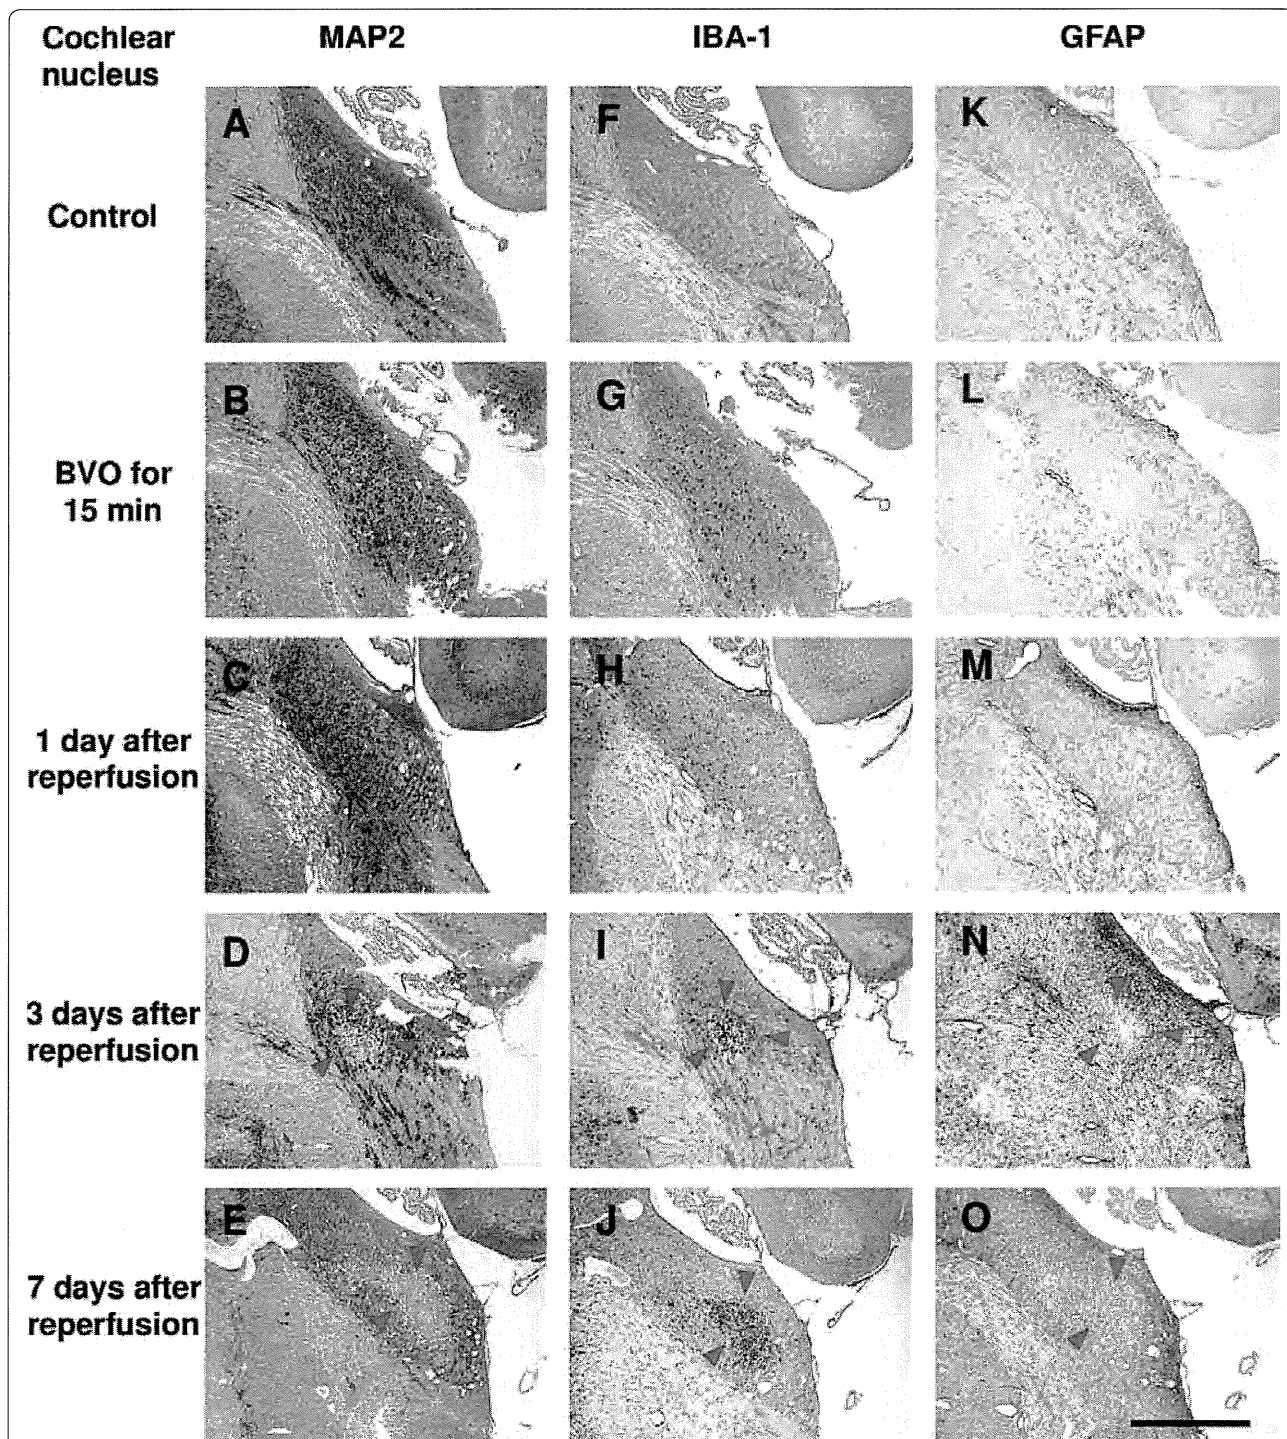 Cochlear
nucleus
MAP2
IBA-1
GFAP
A
F
K
Control
B
G
L
BVO for
15 min
C
H
M
1 day after
reperfusion
D
I
N
3 days after
reperfusion
E
J
O
7 days after
reperfusion